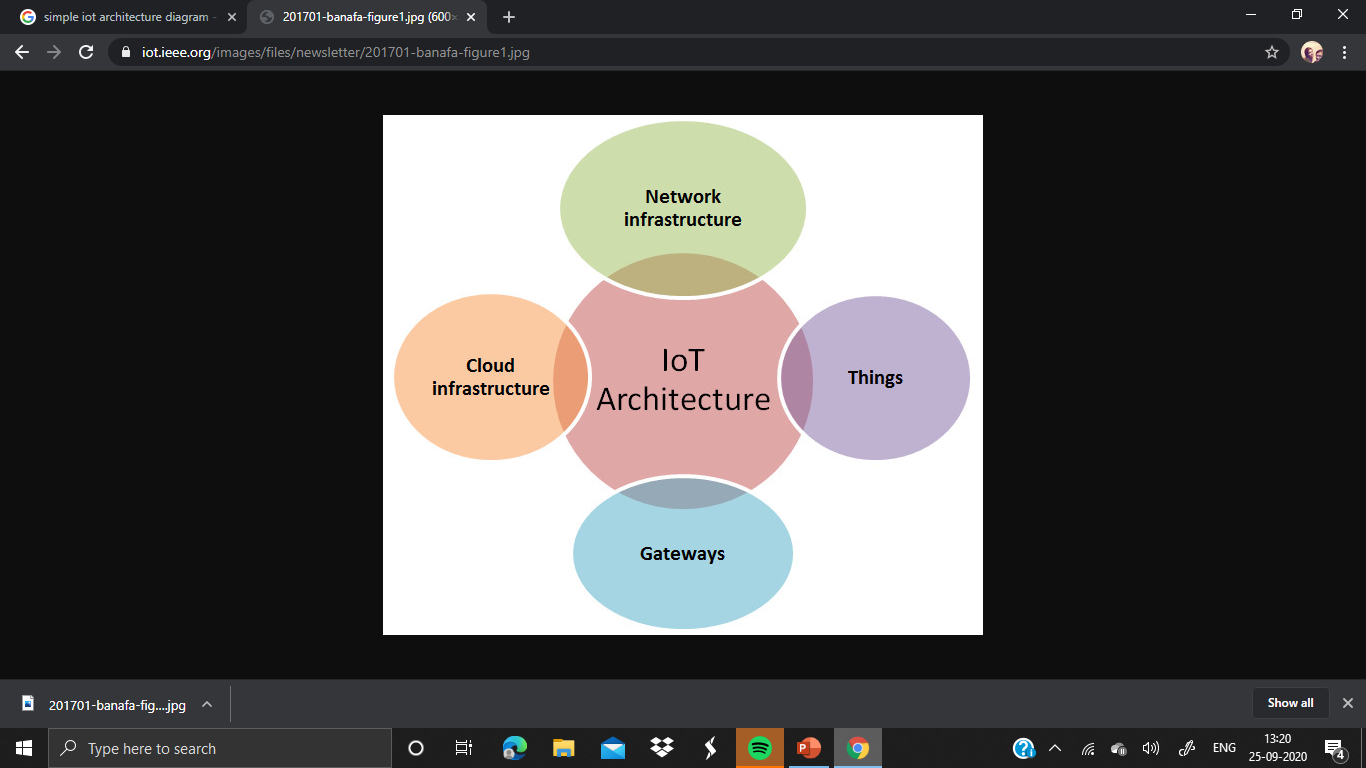 simple iot architecture diagram -
201701-banafa-figure1.jpg (600×
iot.ieee.org/images/files/newsletter/201701-banafa-figure1.jpg
Network
infrastructure
Cloud
infrastructure
IoT
Architecture
Things
Gateways
201701-banafa-fig....jpg
Show all
Type here to search
ENG
13:20
25-09-2020
4